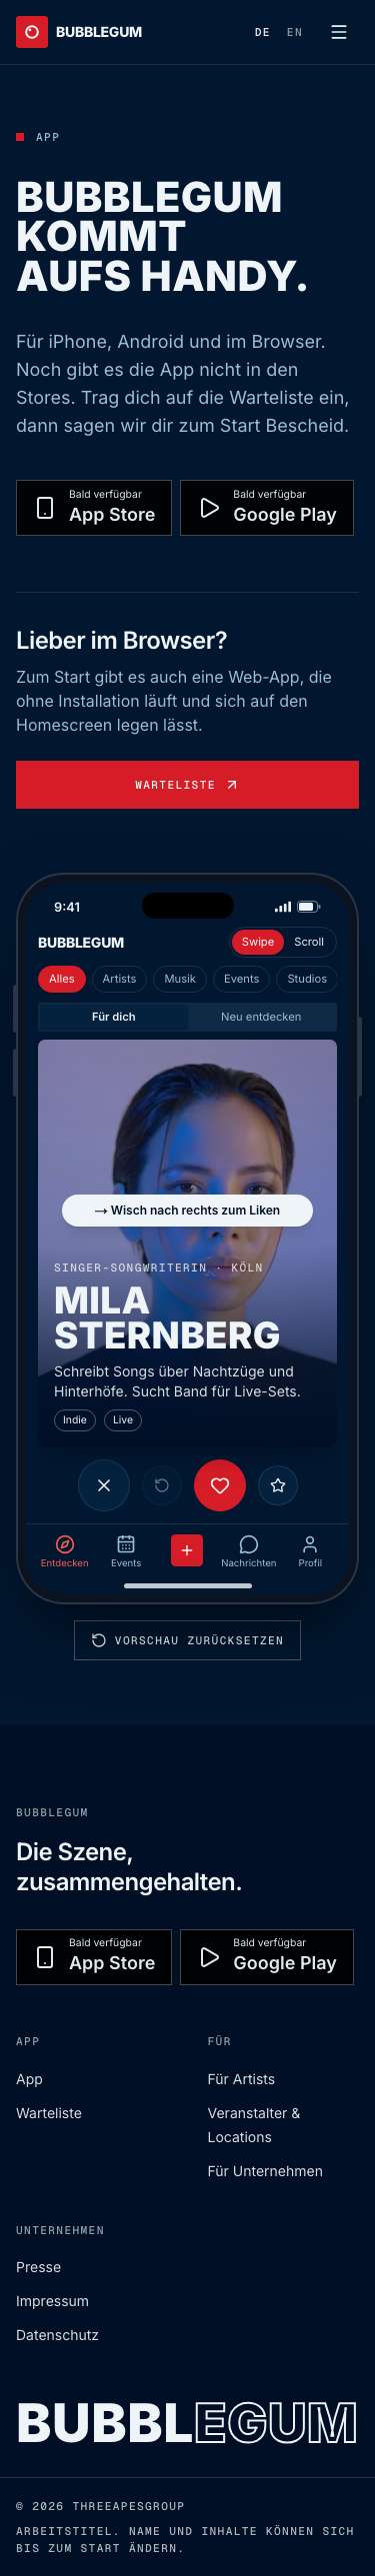 BUBBLEGUM
DE EN
APP
BUBBLEGUM
KOMMT
AUFS HANDY.
Für iPhone, Android und im Browser.
Noch gibt es die App nicht in den
Stores. Trag dich auf die Warteliste ein,
dann sagen wir dir zum Start Bescheid.
Bald verfügbar
App Store
Bald verfügbar
Google Play
Lieber im Browser?
Zum Start gibt es auch eine Web-App, die
ohne Installation läuft und sich auf den
Homescreen legen lässt.
WARTELISTE
9:41
BUBBLEGUM
Swipe Scroll
Alles Artists Musik Events Studios
Für dich Neu entdecken
→ Wisch nach rechts zum Liken
SINGER-SONGWRITERIN · KÖLN
MILA
STERNBERG
Schreibt Songs über Nachtzüge und
Hinterhöfe. Sucht Band für Live-Sets.
Indie Live
Entdecken Events Nachrichten Profil
VORSCHAU ZURÜCKSETZEN
BUBBLEGUM
Die Szene,
zusammengehalten.
Bald verfügbar
App Store
Bald verfügbar
Google Play
APP
App
Warteliste
FÜR
Für Artists
Veranstalter &
Locations
Für Unternehmen
UNTERNEHMEN
Presse
Impressum
Datenschutz
BUBBLEGUM
© 2026 THREEAPESGROUP
ARBEITSTITEL. NAME UND INHALTE KÖNNEN SICH
BIS ZUM START ÄNDERN.